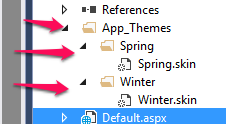 References
App_Themes
Spring
Spring.skin
Winter
Winter.skin
Default.aspx